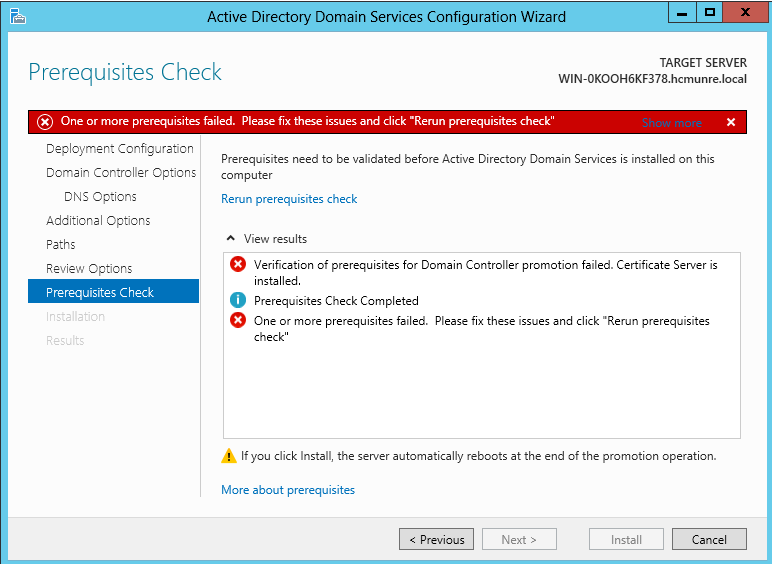 Active Directory Domain Services Configuration Wizard
Prerequisites Check
TARGET SERVER
WIN-0KOOH6KF378.hcmunre.local
One or more prerequisites failed.  Please fix these issues and click "Rerun prerequisites check"
Show more
Deployment Configuration
Domain Controller Options
DNS Options
Additional Options
Paths
Review Options
Prerequisites Check
Installation
Results
Prerequisites need to be validated before Active Directory Domain Services is installed on this
computer
Rerun prerequisites check
View results
Verification of prerequisites for Domain Controller promotion failed. Certificate Server is
installed.
Prerequisites Check Completed
One or more prerequisites failed.  Please fix these issues and click "Rerun prerequisites
check"
If you click Install, the server automatically reboots at the end of the promotion operation.
More about prerequisites
< Previous
Next >
Install
Cancel